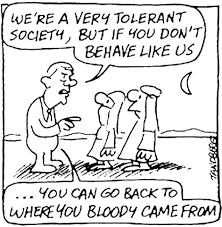 WE'RE A VERY TOLERANT
SOCIETY, BUT IF YOU DON'T
BEHAVE LIKE US
... YOU CAN GO BACK TO
WHERE YOU BLOODY CAME FROM